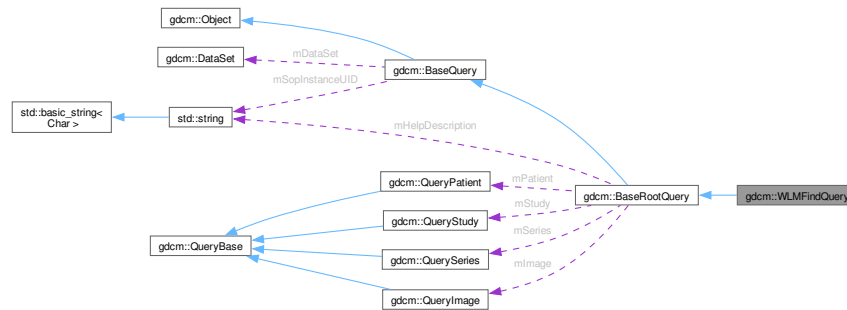 gdcm::Object
gdcm::DataSet
mDataSet
gdcm::BaseQuery
mSopInstanceUID
std::basic_string<
Char >
std::string
mHelpDescription
gdcm::QueryPatient
mPatient
gdcm::BaseRootQuery
gdcm::WLMFindQuery
mStudy
gdcm::QueryStudy
mSeries
gdcm::QueryBase
gdcm::QuerySeries
mImage
gdcm::QueryImage